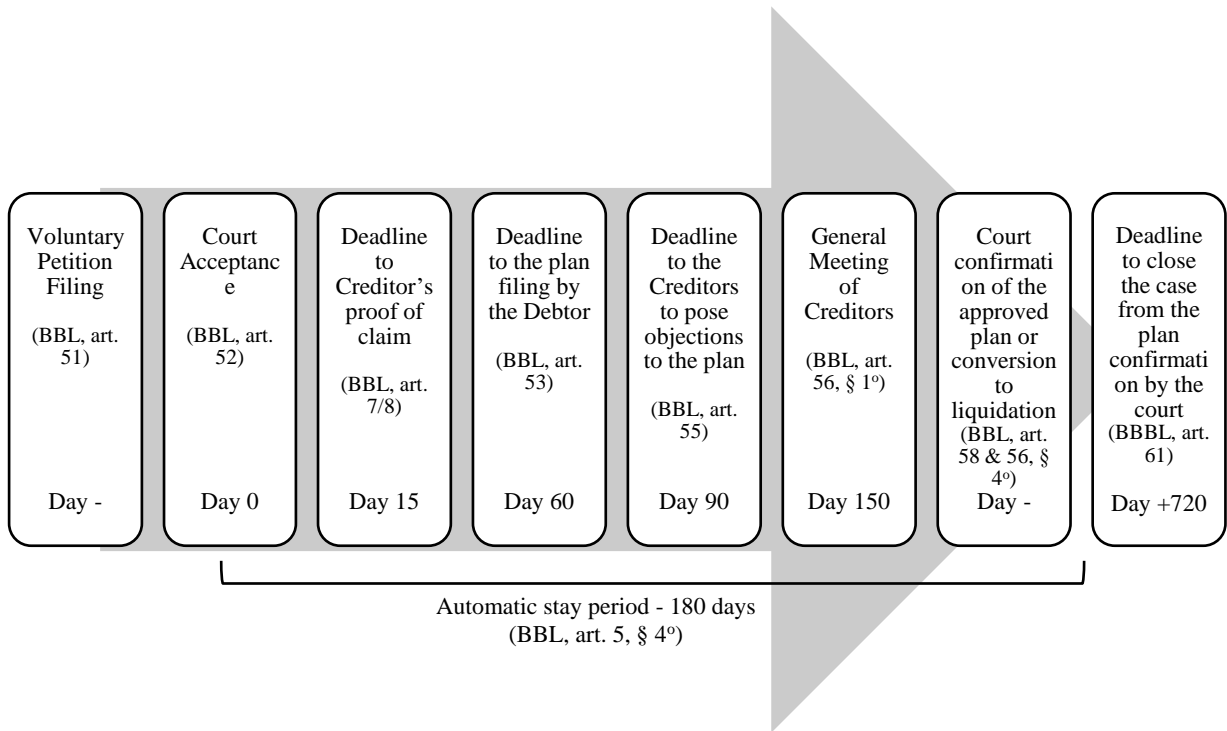 Voluntary
Petition
Filing
(BBL, art.
51)
Day -
Court
Acceptanc
e
(BBL, art.
52)
Day 0
Deadline
to
Creditor’s
proof of
claim
(BBL, art.
7/8)
Day 15
Deadline
to the plan
filing by
the Debtor
(BBL, art.
53)
Day 60
Deadline
to the
Creditors
to pose
objections
to the plan
(BBL, art.
55)
Day 90
General
Meeting
of
Creditors
(BBL, art.
56, § 1º)
Day 150
Court
confirmati
on of the
approved
plan or
conversion
to
liquidation
(BBL, art.
58 & 56, §
4º)
Day -
Deadline
to close
the case
from the
plan
confirmati
on by the
court
(BBBL, art.
61)
Day +720
Automatic stay period - 180 days
(BBL, art. 5, § 4º)